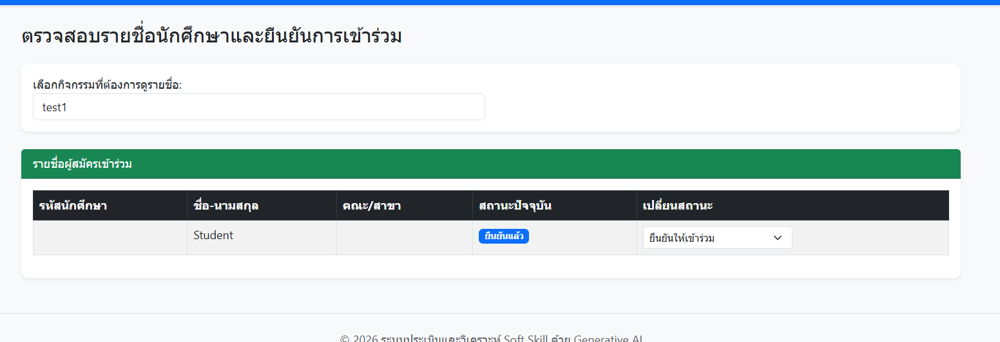 ตรวจสอบรายชื่อนักศึกษาและยืนยันการเข้าร่วม
เลือกกิจกรรมที่ต้องการดูรายชื่อ:
test1
รายชื่อผู้สมัครเข้าร่วม
รหัสนักศึกษา ชื่อ-นามสกุล คณะ/สาขา สถานะปัจจุบัน เปลี่ยนสถานะ
Student ยืนยันแล้ว ยืนยันให้เข้าร่วม
© 2026 ระบบประเมินและวิเคราะห์ Soft Skill ด้วย Generative AI